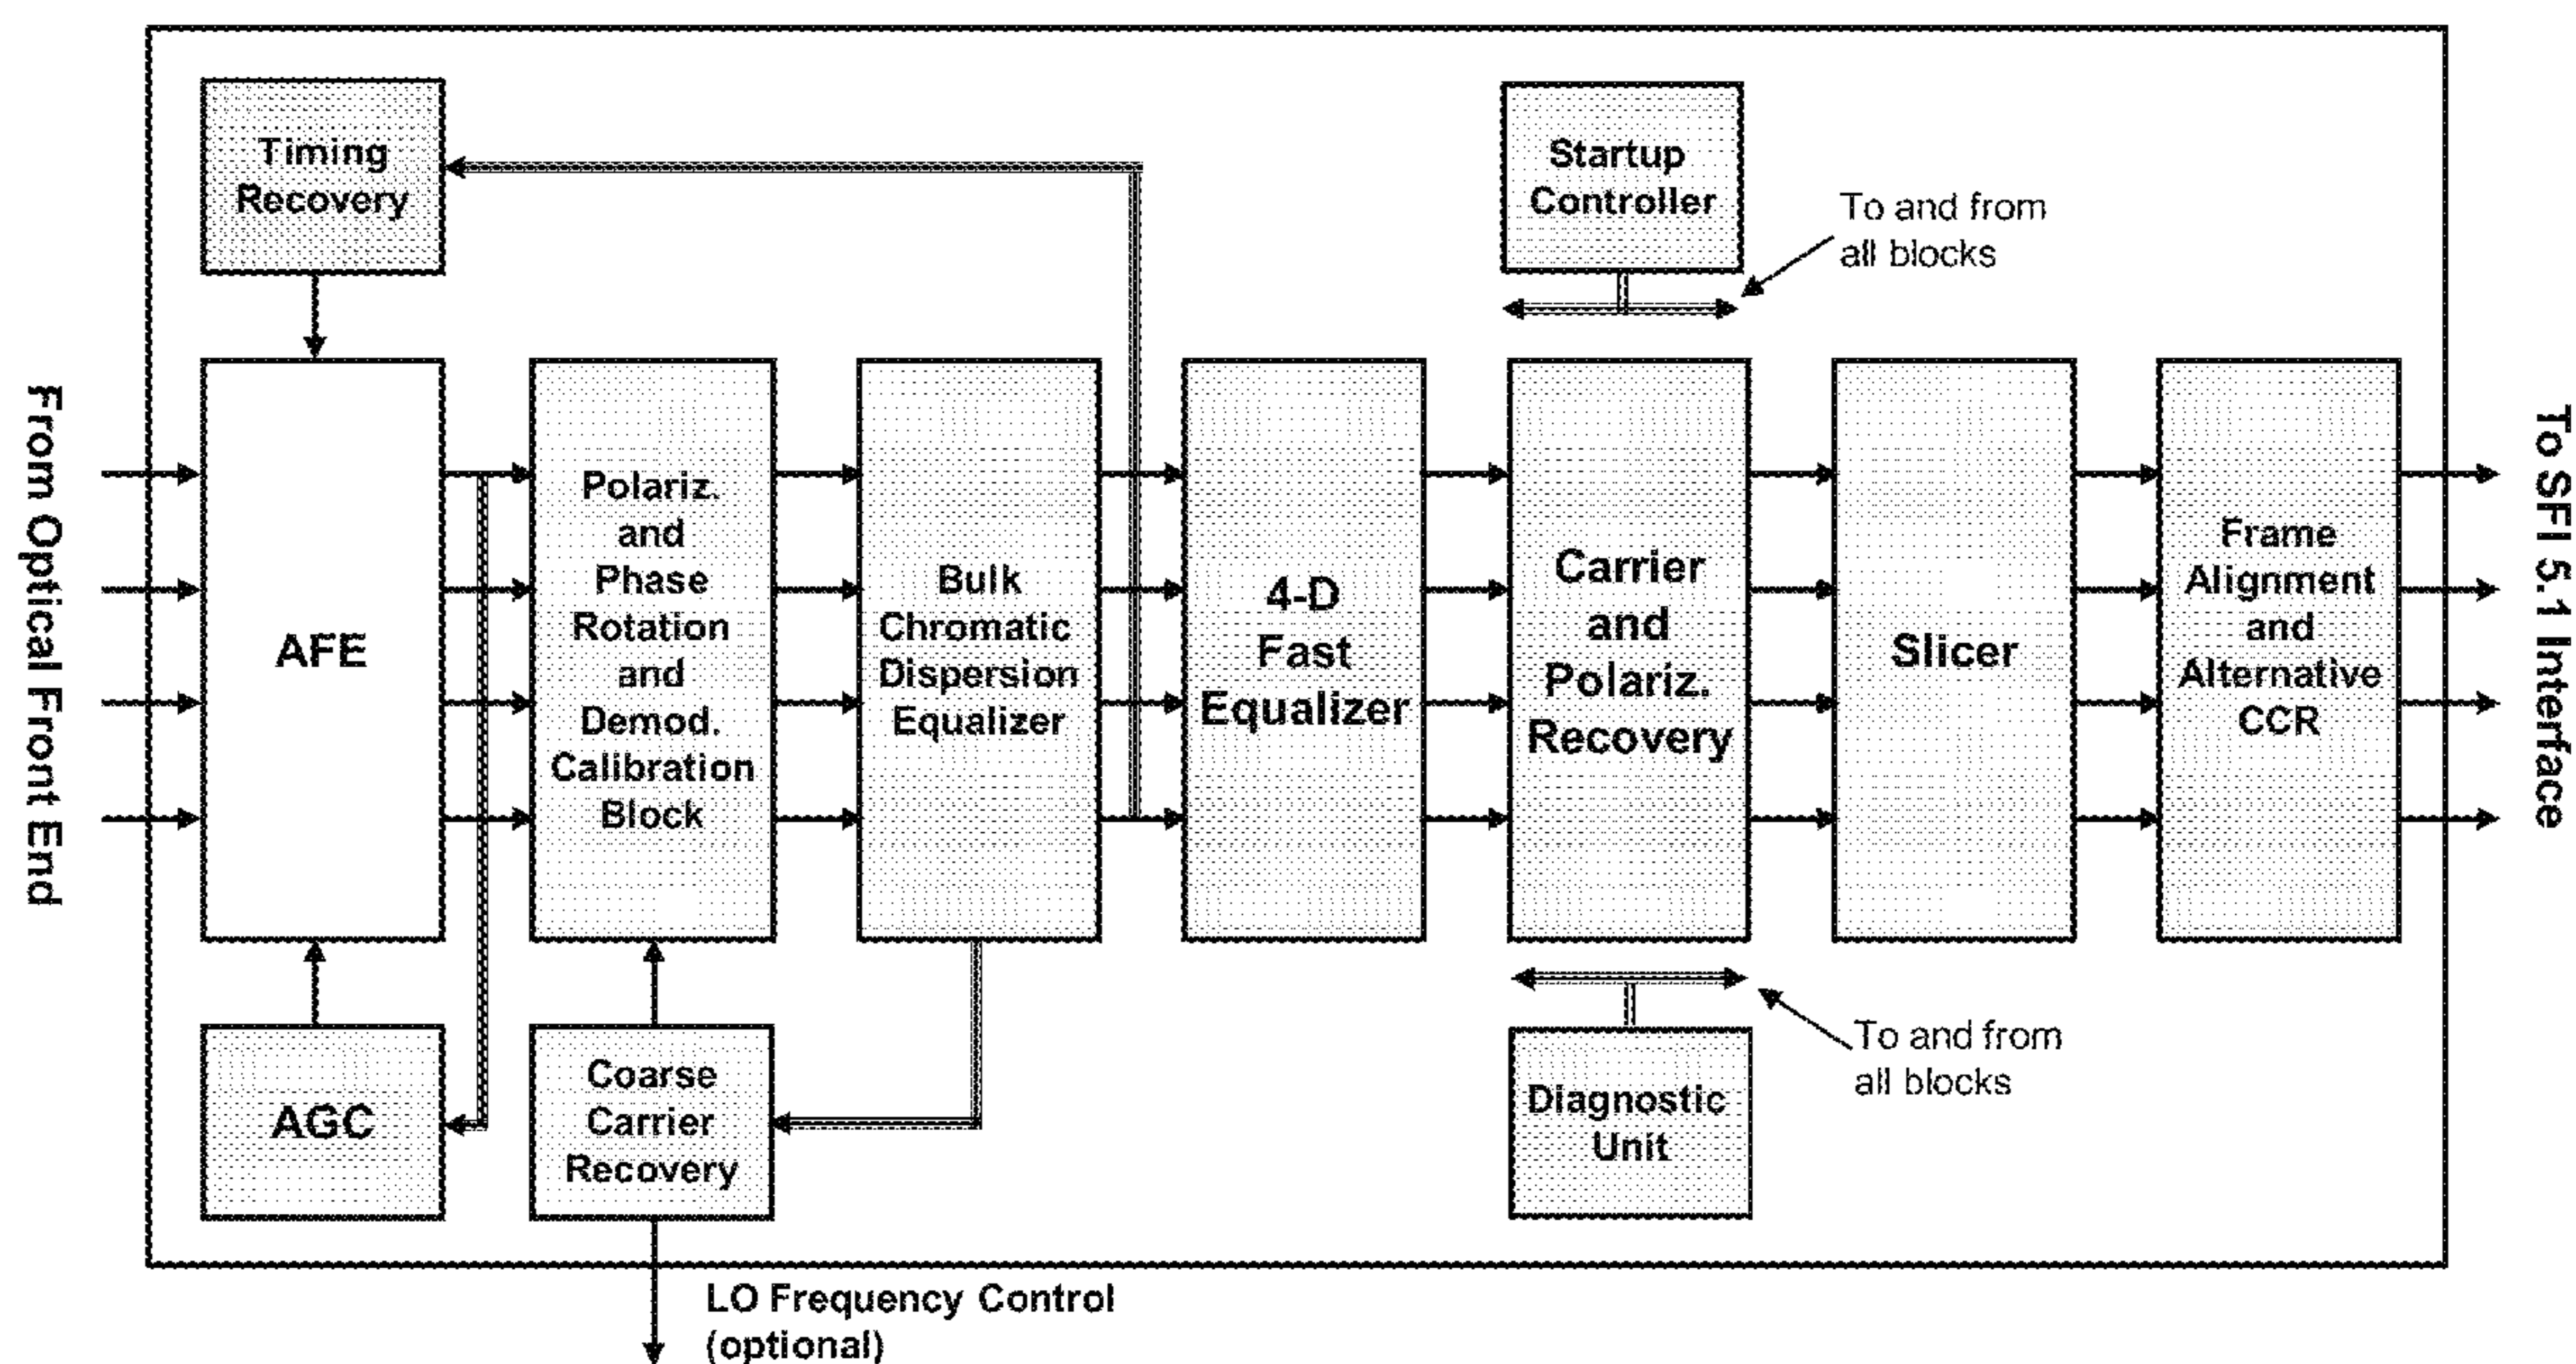 Timing
Recovery
Startup
Controller
To and from
all blocks
From Optical Front End
AFE
Polariz.
and
Phase
Rotation
and
Demod.
Calibration
Block
Bulk
Chromatic
Dispersion
Equalizer
4-D
Fast
Equalizer
Carrier
and
Polariz.
Recovery
Slicer
Frame
Alignment
and
Alternative
CCR
To SFI 5.1 Interface
AGC
Coarse
Carrier
Recovery
Diagnostic
Unit
To and from
all blocks
LO Frequency Control
(optional)